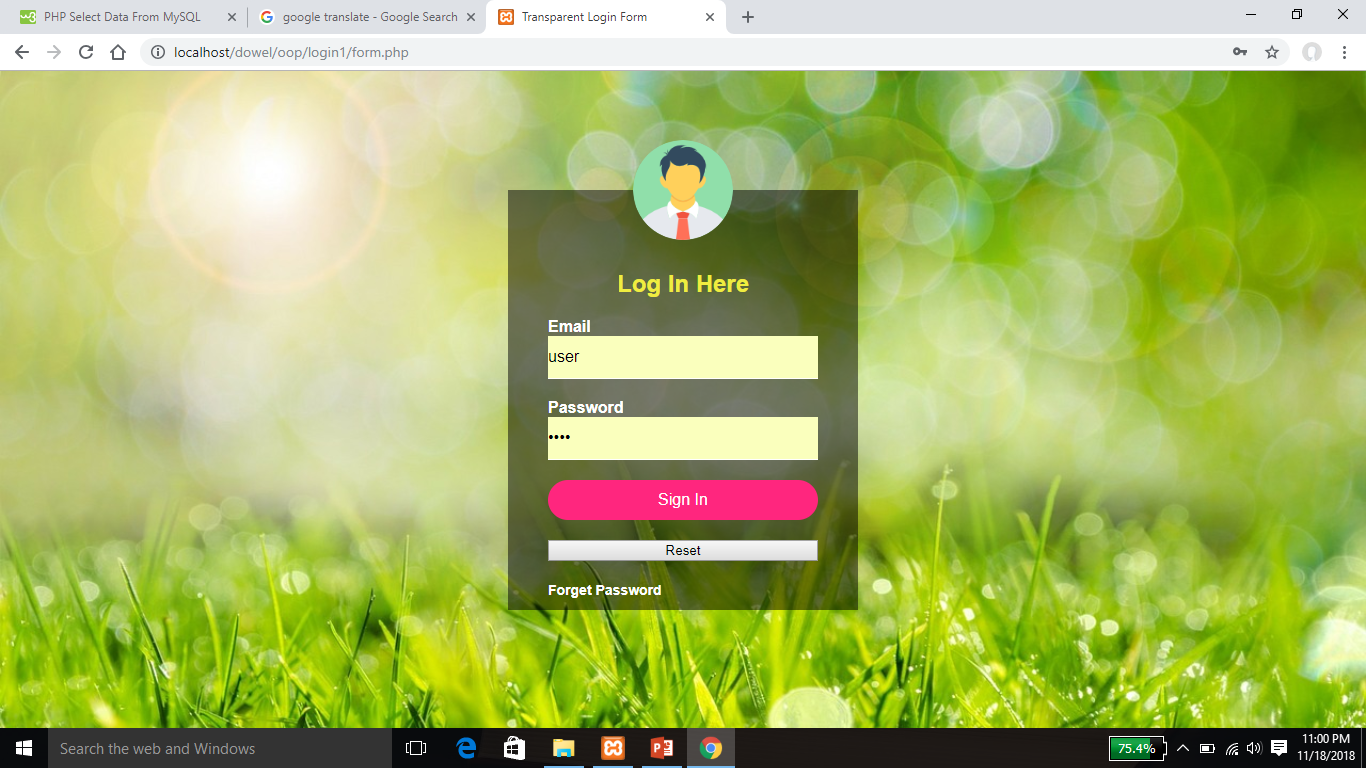 PHP Select Data From MySQL
google translate - Google Search
Transparent Login Form
localhost/dowel/oop/login1/form.php
Log In Here
Email
user
Password
••••
Sign In
Reset
Forget Password
Search the web and Windows
75.4%
11:00 PM
11/18/2018